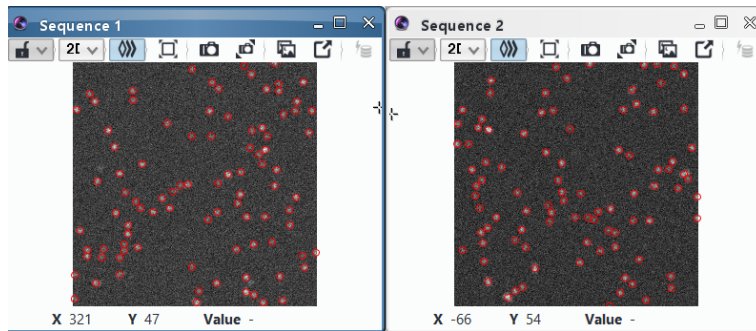 Sequence 1
2D
X 321 Y 47 Value -
Sequence 2
2D
X -66 Y 54 Value -